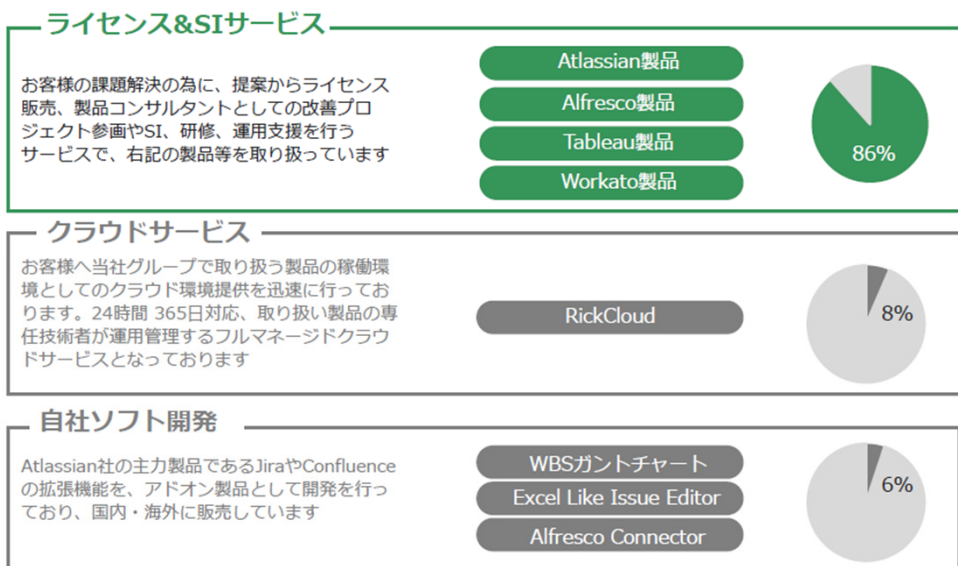 ライセンス&SIサービス
お客様の課題解決の為に、提案からライセンス
販売、製品コンサルタントとしての改善プロ
ジェクト参画やSI、研修、運用支援を行う
サービスで、右記の製品等を取り扱っています
Atlassian製品
Alfresco製品
Tableau製品
Workato製品
86%
クラウドサービス
お客様へ当社グループで取り扱う製品の稼働環
境としてのクラウド環境提供を迅速に行ってお
ります。24時間 365日対応、取り扱い製品の専
任技術者が運用管理するフルマネージドクラウ
ドサービスとなっております
RickCloud
8%
自社ソフト開発
Atlassian社の主力製品であるJiraやConfluence
の拡張機能を、アドオン製品として開発を行っ
ており、国内・海外に販売しています
WBSガントチャート
Excel Like Issue Editor
Alfresco Connector
6%